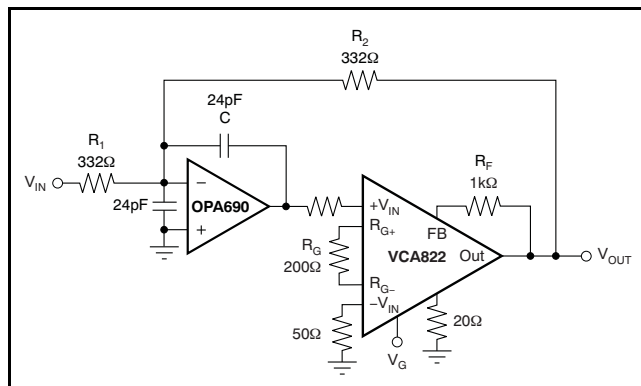 R2
332Ω
24pF
C
R1
332Ω
RF
1kΩ
VIN
24pF
−
OPA690
+
+VIN
RG+
FB
RG
200Ω
VCA822
Out
VOUT
RG−
−VIN
50Ω
20Ω
VG